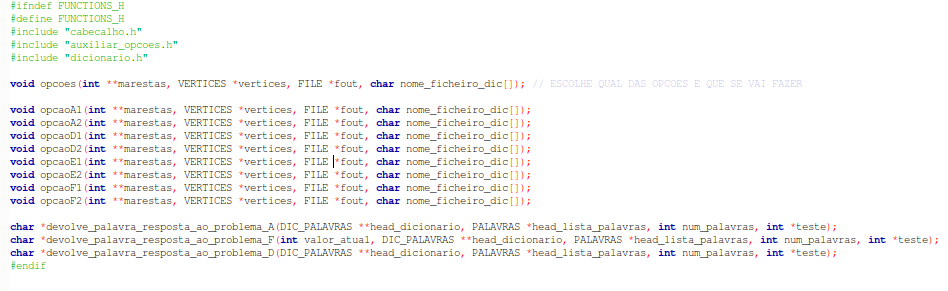 #ifndef FUNCTIONS_H
#define FUNCTIONS_H
#include "cabecalho.h"
#include "auxiliar_opcoes.h"
#include "dicionario.h"
void opcoes(int **marestas, VERTICES *vertices, FILE *fout, char nome_ficheiro_dic[]); // ESCOLHE QUAL DAS OPCOES E QUE SE VAI FAZER
void opcaoA1(int **marestas, VERTICES *vertices, FILE *fout, char nome_ficheiro_dic[]);
void opcaoA2(int **marestas, VERTICES *vertices, FILE *fout, char nome_ficheiro_dic[]);
void opcaoD1(int **marestas, VERTICES *vertices, FILE *fout, char nome_ficheiro_dic[]);
void opcaoD2(int **marestas, VERTICES *vertices, FILE *fout, char nome_ficheiro_dic[]);
void opcaoE1(int **marestas, VERTICES *vertices, FILE *fout, char nome_ficheiro_dic[]);
void opcaoE2(int **marestas, VERTICES *vertices, FILE *fout, char nome_ficheiro_dic[]);
void opcaoF1(int **marestas, VERTICES *vertices, FILE *fout, char nome_ficheiro_dic[]);
void opcaoF2(int **marestas, VERTICES *vertices, FILE *fout, char nome_ficheiro_dic[]);
char *devolve_palavra_resposta_ao_problema_A(DIC_PALAVRAS **head_dicionario, PALAVRAS *head_lista_palavras, int num_palavras, int *teste);
char *devolve_palavra_resposta_ao_problema_F(int valor_atual, DIC_PALAVRAS **head_dicionario, PALAVRAS *head_lista_palavras, int num_palavras, int *teste);
char *devolve_palavra_resposta_ao_problema_D(DIC_PALAVRAS **head_dicionario, PALAVRAS *head_lista_palavras, int num_palavras, int *teste);
#endif